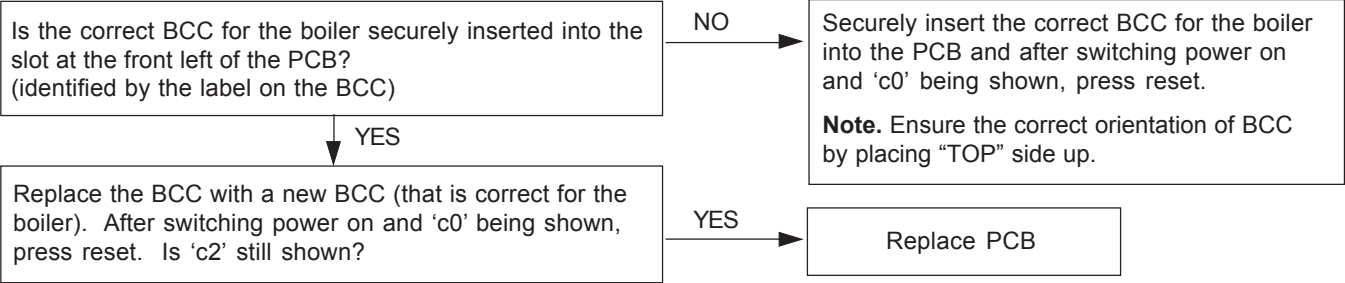 Is the correct BCC for the boiler securely inserted into the
slot at the front left of the PCB?
(identified by the label on the BCC)
NO
Securely insert the correct BCC for the boiler
into the PCB and after switching power on
and ‘c0’ being shown, press reset.
Note. Ensure the correct orientation of BCC
by placing “TOP” side up.
YES
Replace the BCC with a new BCC (that is correct for the
boiler). After switching power on and ‘c0’ being shown,
press reset. Is ‘c2’ still shown?
YES
Replace PCB